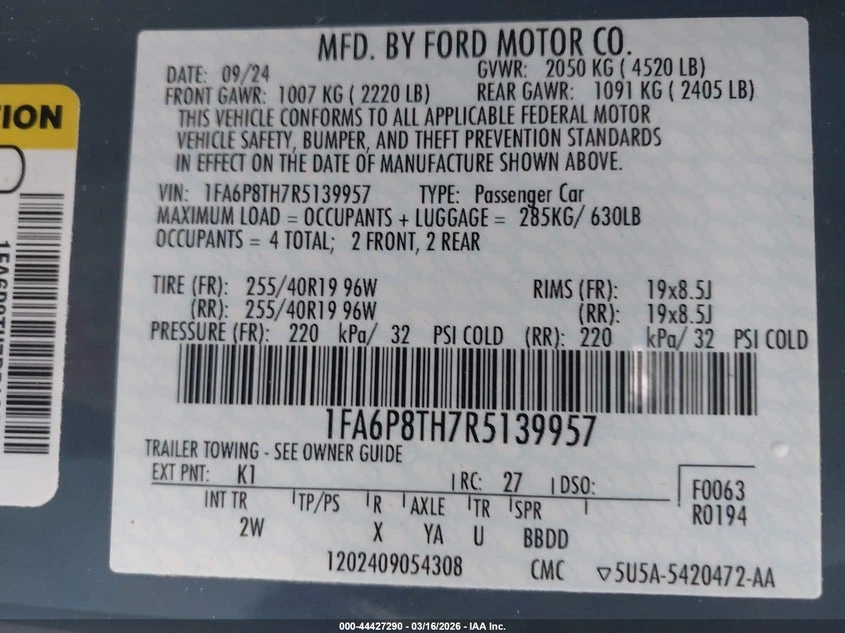 MFD. BY FORD MOTOR CO.
DATE: 09/24 GVWR: 2050 KG ( 4520 LB)
FRONT GAWR: 1007 KG ( 2220 LB) REAR GAWR: 1091 KG ( 2405 LB)
THIS VEHICLE CONFORMS TO ALL APPLICABLE FEDERAL MOTOR
VEHICLE SAFETY, BUMPER, AND THEFT PREVENTION STANDARDS
IN EFFECT ON THE DATE OF MANUFACTURE SHOWN ABOVE.
VIN: 1FA6P8TH7R5139957 TYPE: Passenger Car
MAXIMUM LOAD = OCCUPANTS + LUGGAGE = 285KG/ 630LB
OCCUPANTS = 4 TOTAL; 2 FRONT, 2 REAR
TIRE (FR): 255/40R19 96W RIMS (FR): 19x8.5J
(RR): 255/40R19 96W (RR): 19x8.5J
PRESSURE (FR): 220 kPa/ 32 PSI COLD (RR): 220 kPa/ 32 PSI COLD
1FA6P8TH7R5139957
TRAILER TOWING - SEE OWNER GUIDE
EXT PNT: K1 RC: 27 DSO: F0063
R0194
INT TR TP/PS R AXLE TR SPR
2W X YA U BBDD
1202409054308 CMC ▽5U5A-5420472-AA
ION
000-44427290 - 03/16/2026 - IAA Inc.